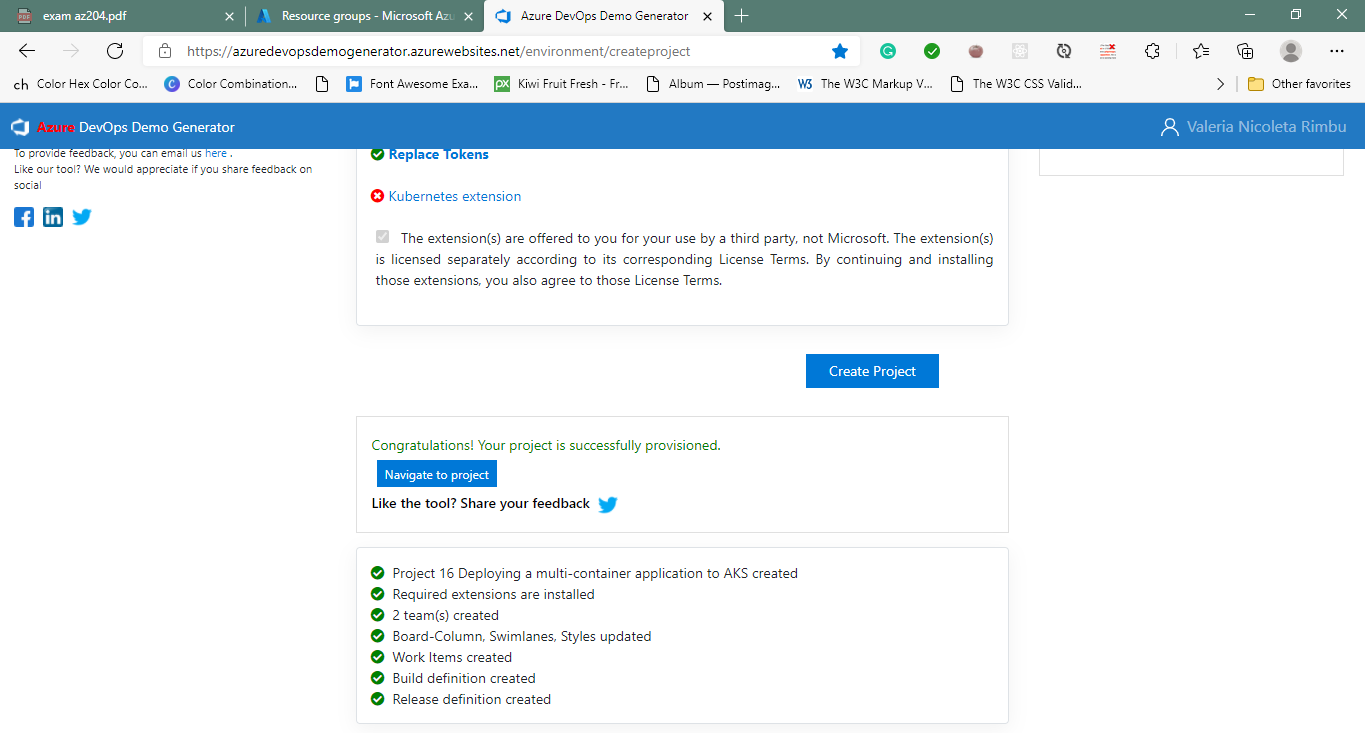 exam az204.pdf
Resource groups - Microsoft Azu
Azure DevOps Demo Generator
https://azuredevopsdemogenerator.azurewebsites.net/environment/createproject
ch Color Hex Color Co...
C Color Combination...
Font Awesome Exa...
px Kiwi Fruit Fresh - Fr...
Album — Postimag...
W3 The W3C Markup V...
The W3C CSS Valid...
Other favorites
Azure DevOps Demo Generator
Valeria Nicoleta Rimbu
To provide feedback, you can email us here .
Like our tool? We would appreciate if you share feedback on
social
Replace Tokens
Kubernetes extension
The extension(s) are offered to you for your use by a third party, not Microsoft. The extension(s)
is licensed separately according to its corresponding License Terms. By continuing and installing
those extensions, you also agree to those License Terms.
Create Project
Congratulations! Your project is successfully provisioned.
Navigate to project
Like the tool? Share your feedback
Project 16 Deploying a multi-container application to AKS created
Required extensions are installed
2 team(s) created
Board-Column, Swimlanes, Styles updated
Work Items created
Build definition created
Release definition created